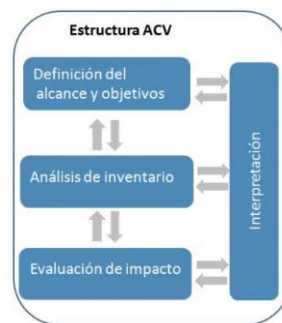 Estructura ACV
Definición del
alcance y objetivos
Análisis de inventario
Evaluación de impacto
Interpretación